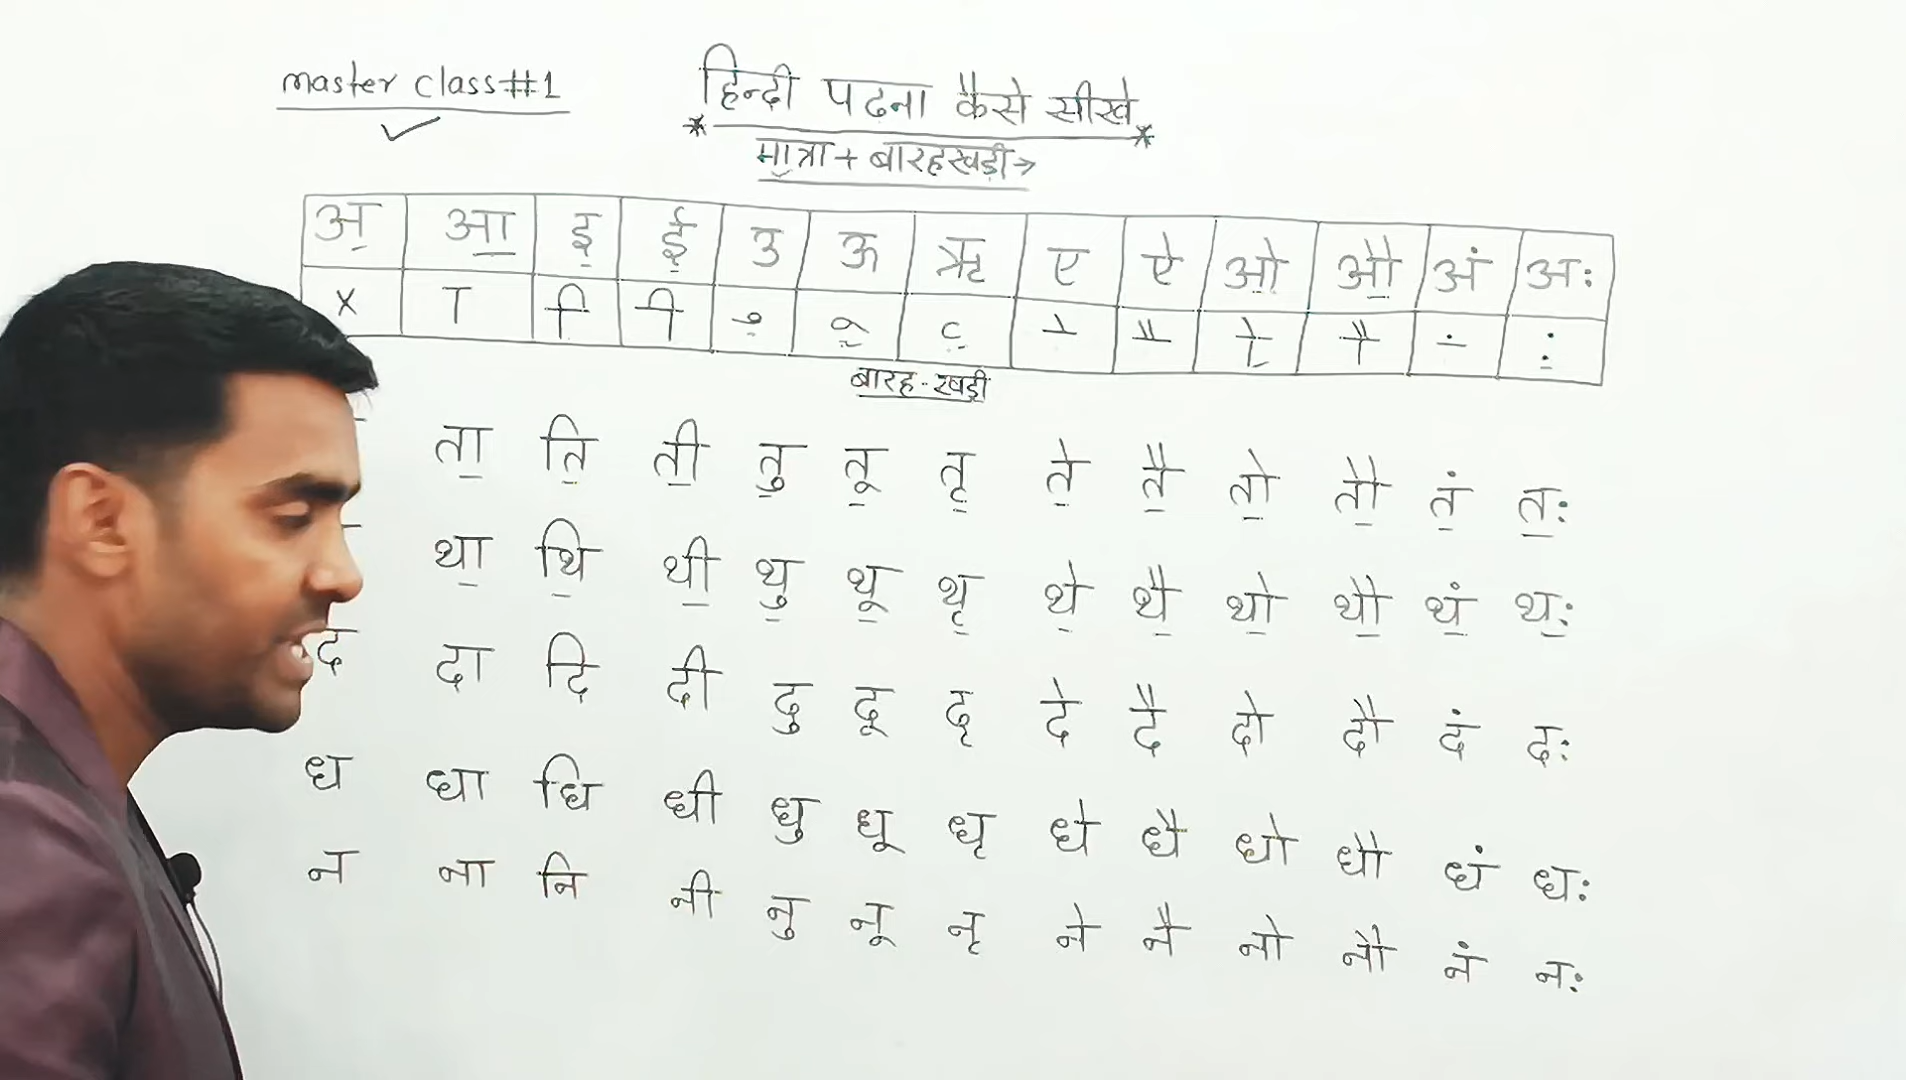 master class#1
हिन्दी पढना कैसे सीखे
मात्रा + बारहखड़ी→
अ आ इ ई उ ऊ ऋ ए ऐ ओ औ अं अः
x ा ि ी ु ू ृ े ै ो ौ ं ः
बारह-खड़ी
ता ति ती तु तू तृ ते तै तो तौ तं तः
था थि थी थु थू थृ थे थै थो थौ थं थः
द दा दि दी दु दू दृ दे दै दो दौ दं दः
ध धा धि धी धु धू धृ धे धै धो धौ धं धः
न ना नि नी नु नू नृ ने नै नो नौ नं नः